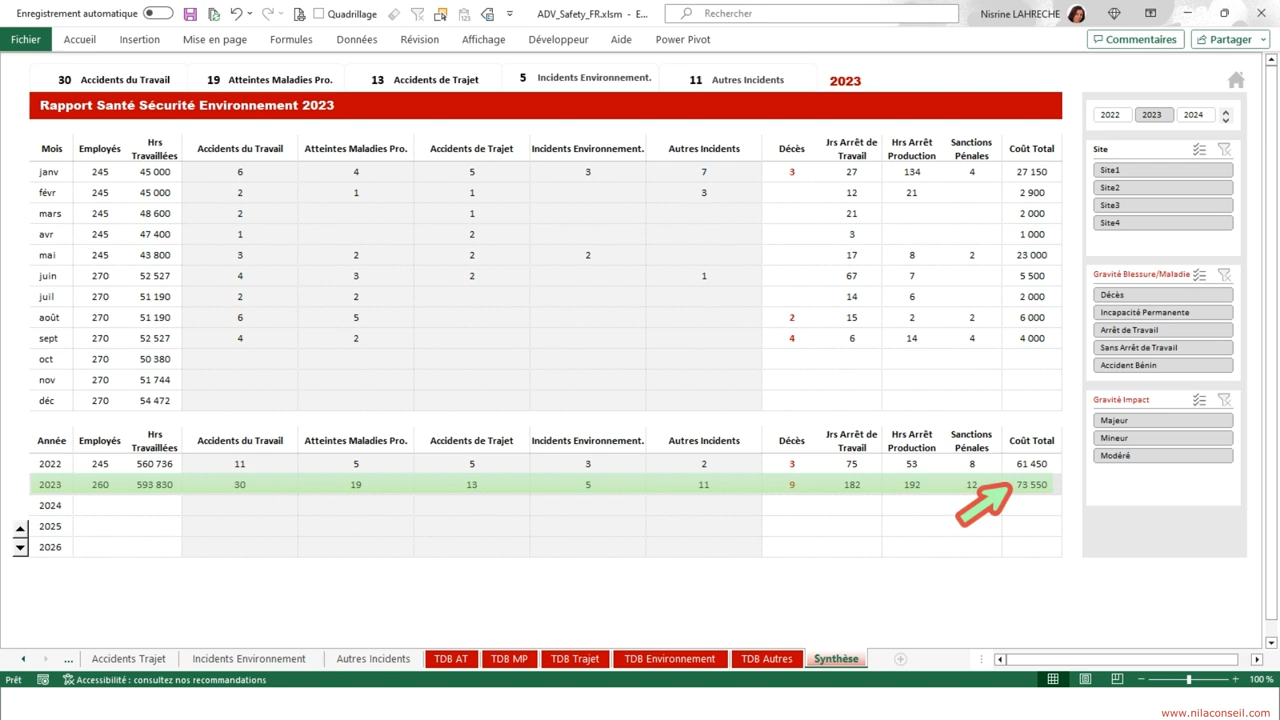 Enregistrement automatique Quadrillage ADV_Safety_FR.xlsm - E... Rechercher Nisrine LAHRECHE
Fichier Accueil Insertion Mise en page Formules Données Révision Affichage Développeur Aide Power Pivot Commentaires Partager
30 Accidents du Travail 19 Atteintes Maladies Pro. 13 Accidents de Trajet 5 Incidents Environnement. 11 Autres Incidents 2023
Rapport Santé Sécurité Environnement 2023
Mois Employés Hrs Travaillées Accidents du Travail Atteintes Maladies Pro. Accidents de Trajet Incidents Environnement. Autres Incidents Décès Jrs Arrêt de Travail Hrs Arrêt Production Sanctions Pénales Coût Total
janv 245 45 000 6 4 5 3 7 3 27 134 4 27 150
févr 245 45 000 2 1 1 3 12 21 2 900
mars 245 48 600 2 1 21 2 000
avr 245 47 400 1 2 3 1 000
mai 245 43 800 3 2 2 2 17 8 2 23 000
juin 270 52 527 4 3 2 1 67 7 5 500
juil 270 51 190 2 2 14 6 2 000
août 270 51 190 6 5 2 15 2 2 6 000
sept 270 52 527 4 2 4 6 14 4 4 000
oct 270 50 380
nov 270 51 744
déc 270 54 472
Année Employés Hrs Travaillées Accidents du Travail Atteintes Maladies Pro. Accidents de Trajet Incidents Environnement. Autres Incidents Décès Jrs Arrêt de Travail Hrs Arrêt Production Sanctions Pénales Coût Total
2022 245 560 736 11 5 5 3 2 3 75 53 8 61 450
2023 260 593 830 30 19 13 5 11 9 182 192 12 73 550
2024
2025
2026
2022 2023 2024
Site
Site1
Site2
Site3
Site4
Gravité Blessure/Maladie
Décès
Incapacité Permanente
Arrêt de Travail
Sans Arrêt de Travail
Accident Bénin
Gravité Impact
Majeur
Mineur
Modéré
... Accidents Trajet Incidents Environnement Autres Incidents TDB AT TDB MP TDB Trajet TDB Environnement TDB Autres Synthèse
Prêt Accessibilité : consultez nos recommandations 100 %
www.nilaconseil.com